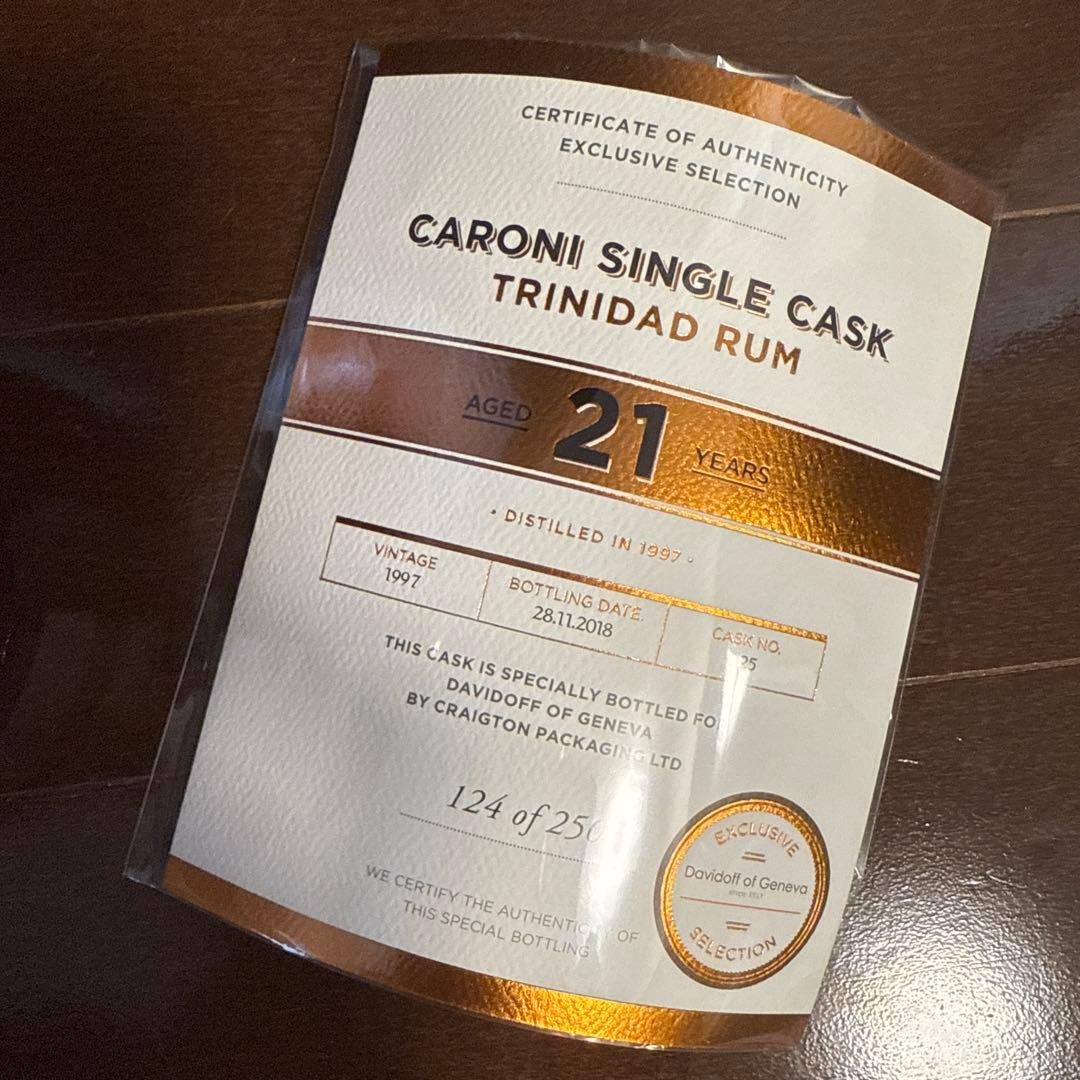 CERTIFICATE OF AUTHENTICITY
EXCLUSIVE SELECTION
CARONI SINGLE CASK
TRINIDAD RUM
AGED 21 YEARS
• DISTILLED IN 1997 •
VINTAGE
1997
BOTTLING DATE
28.11.2018
CASK NO.
25
THIS CASK IS SPECIALLY BOTTLED FOR
DAVIDOFF OF GENEVA
BY CRAIGTON PACKAGING LTD
124 of 250
WE CERTIFY THE AUTHENTICITY OF
THIS SPECIAL BOTTLING
EXCLUSIVE
Davidoff of Geneva
SELECTION